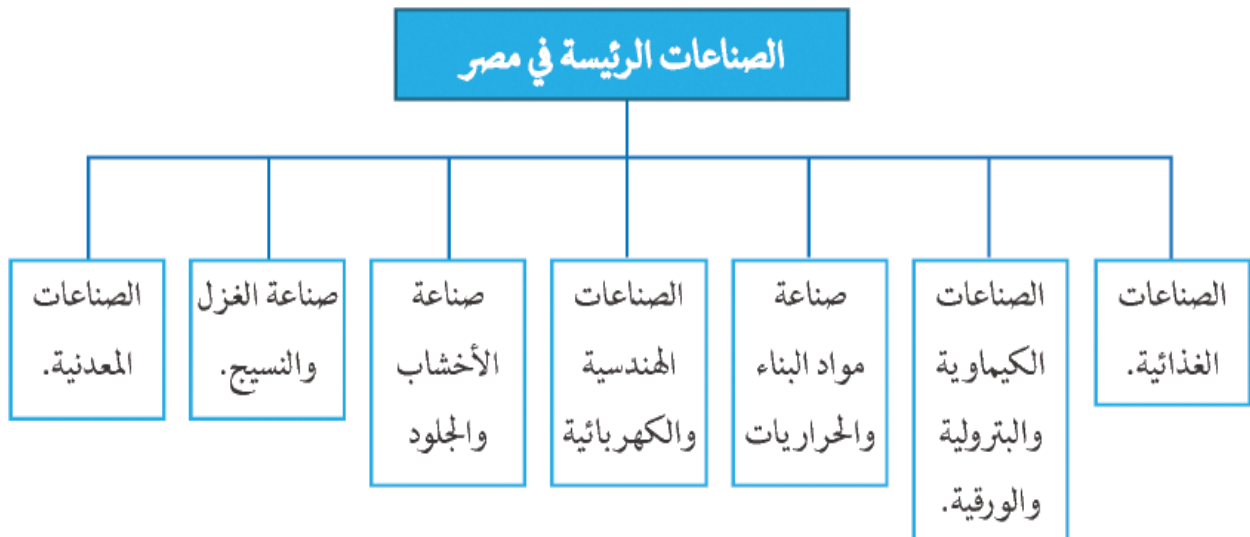 الصناعات الرئيسة في مصر
الصناعات
الغذائية.
الصناعات
الكيماوية
والبترولية
والورقية.
صناعة
مواد البناء
والحراريات
الصناعات
الهندسية
والكهربائية
صناعة
الأخشاب
والجلود
صناعة الغزل
والنسيج.
الصناعات
المعدنية.